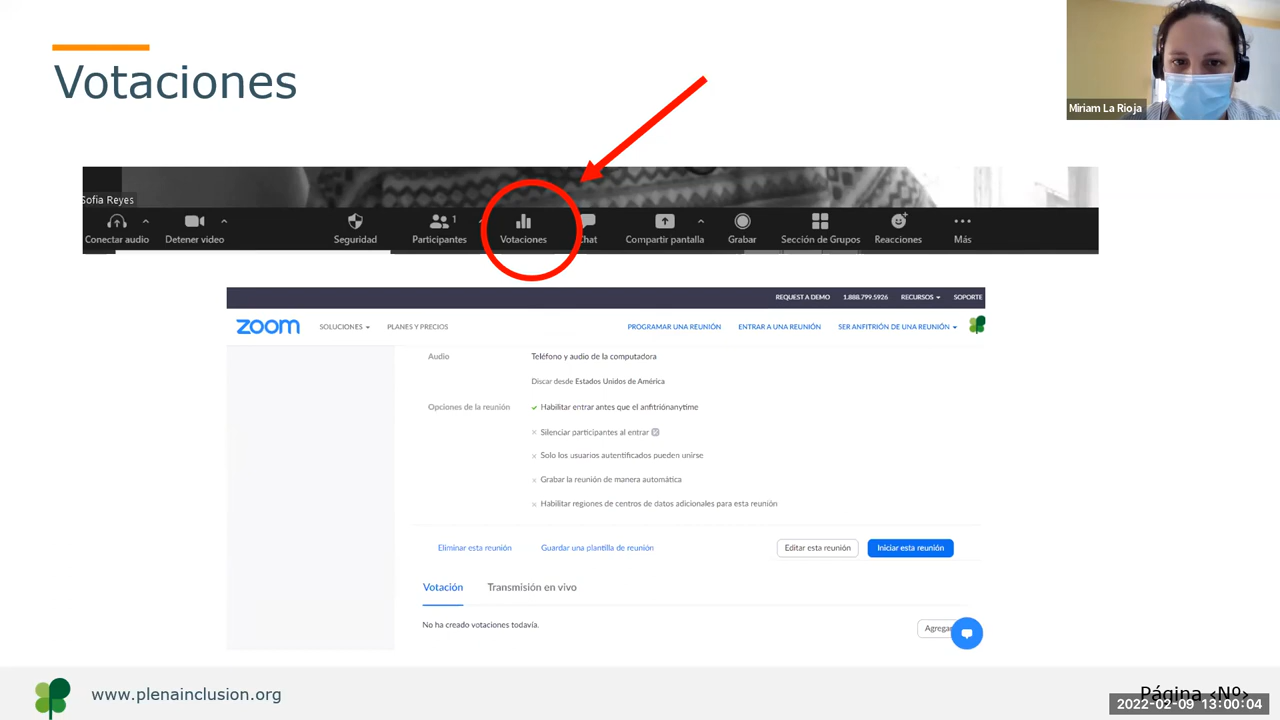 Votaciones
Miriam La Rioja
Sofia Reyes
Conectar audio
Detener video
Seguridad
Participantes
1
Votaciones
Chat
Compartir pantalla
Grabar
Sección de Grupos
Reacciones
Más
REQUEST A DEMO 1.888.799.5926 RECURSOS SOPORTE
zoom SOLUCIONES PLANES Y PRECIOS PROGRAMAR UNA REUNIÓN ENTRAR A UNA REUNIÓN SER ANFITRIÓN DE UNA REUNIÓN
Audio Teléfono y audio de la computadora
Discar desde Estados Unidos de América
Opciones de la reunión Habilitar entrar antes que el anfitriónanytime
Silenciar participantes al entrar
Solo los usuarios autentificados pueden unirse
Grabar la reunión de manera automática
Habilitar regiones de centros de datos adicionales para esta reunión
Eliminar esta reunión Guardar una plantilla de reunión Editar esta reunión Iniciar esta reunión
Votación Transmisión en vivo
No ha creado votaciones todavía. Agregar
www.plenainclusion.org
Página ‹Nº›
2022-02-09 13:00:04